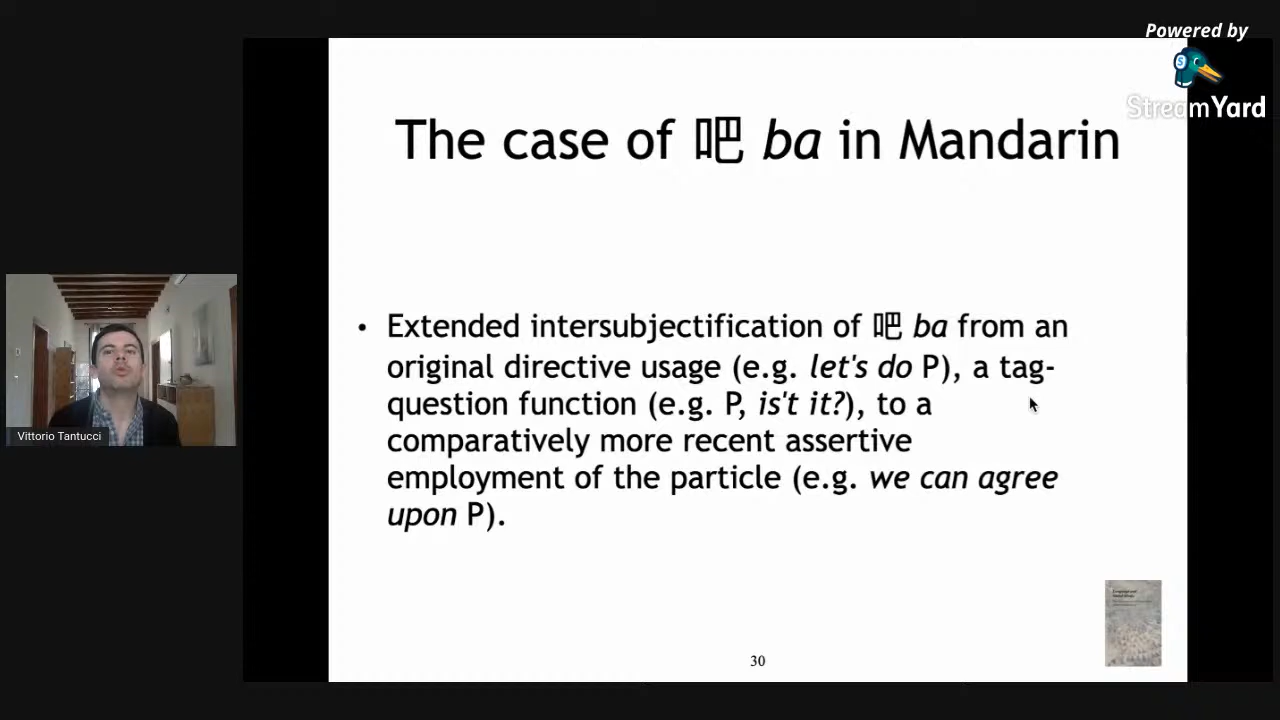 Powered by
StreamYard
The case of 吧 ba in Mandarin
• Extended intersubjectification of 吧 ba from an
original directive usage (e.g. let's do P), a tag-
question function (e.g. P, is't it?), to a
comparatively more recent assertive
employment of the particle (e.g. we can agree
upon P).
Vittorio Tantucci
30